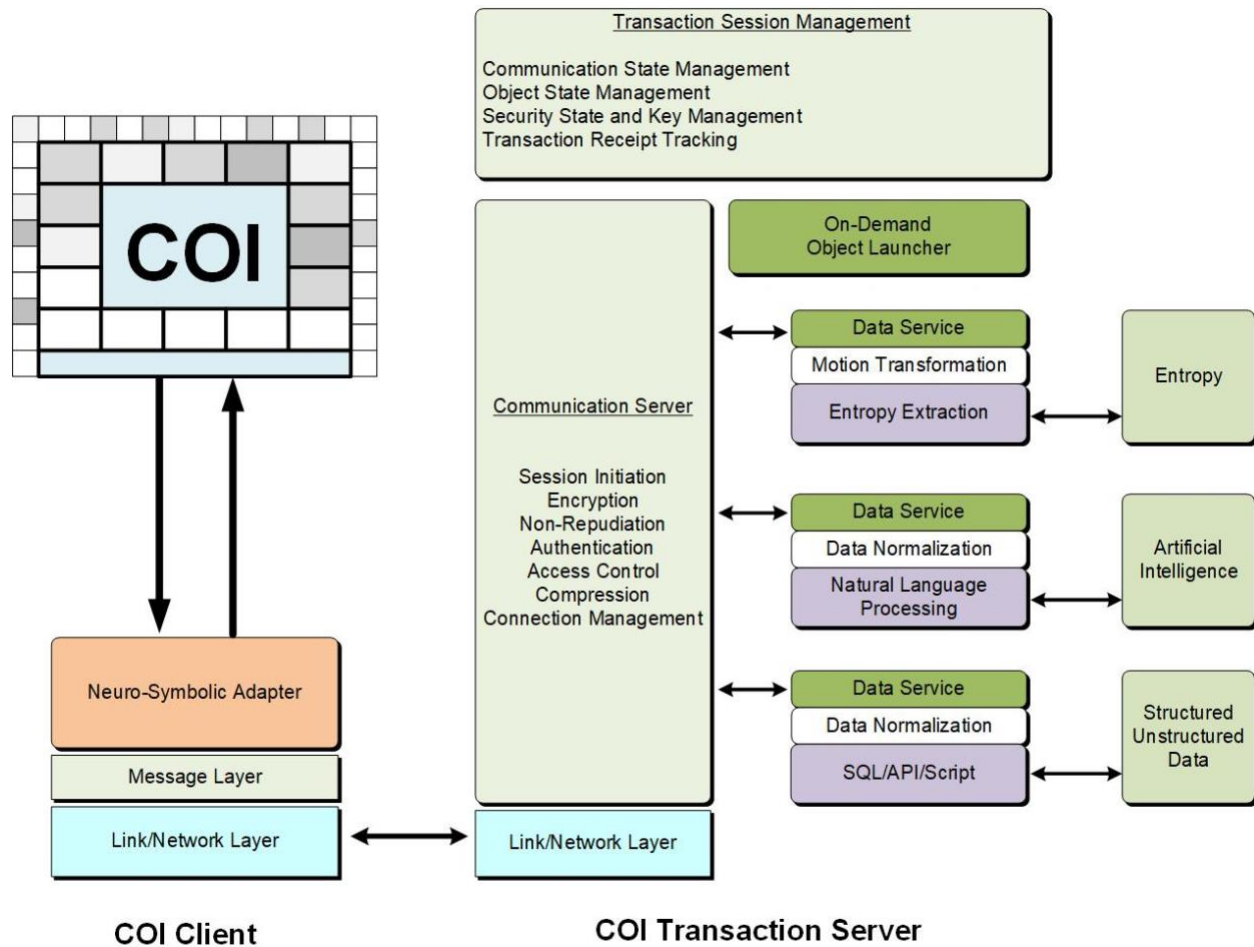 Transaction Session Management
Communication State Management
Object State Management
Security State and Key Management
Transaction Receipt Tracking
COI
Neuro-Symbolic Adapter
Message Layer
Link/Network Layer
COI Client
Communication Server
Session Initiation
Encryption
Non-Repudiation
Authentication
Access Control
Compression
Connection Management
Link/Network Layer
On-Demand
Object Launcher
Data Service
Motion Transformation
Entropy Extraction
Entropy
Data Service
Data Normalization
Natural Language
Processing
Artificial
Intelligence
Data Service
Data Normalization
SQL/API/Script
Structured
Unstructured
Data
COI Transaction Server